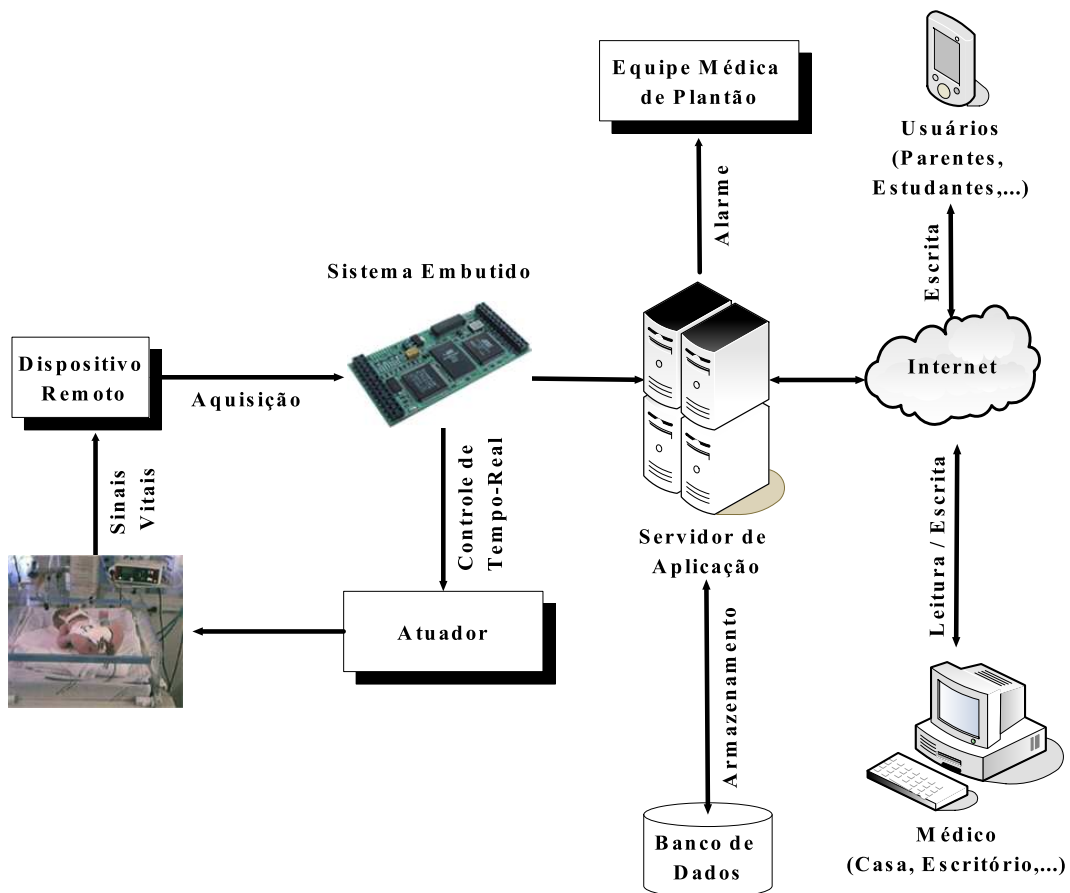 Equipe Médica
de Plantão
Usuários
(Parentes,
Estudantes,...)
Alarme
Escrita
Sistema Embutido
Dispositivo
Remoto
Aquisição
Internet
Sinais
Vitais
Controle de
Tempo-Real
Servidor de
Aplicação
Leitura / Escrita
Atuador
Armazenamento
Banco de
Dados
Médico
(Casa, Escritório,...)